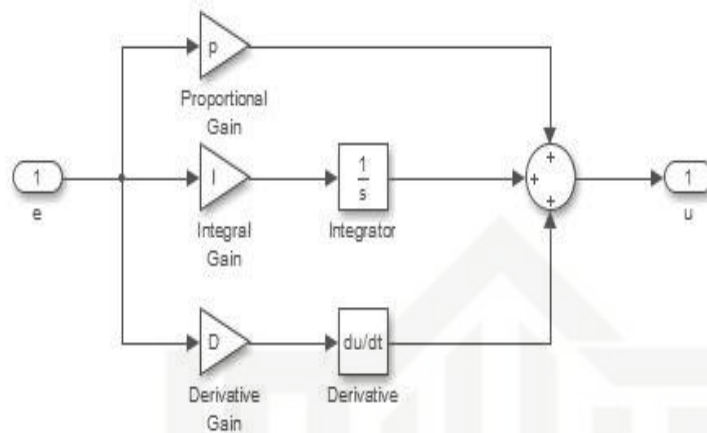 p
Proportional
Gain
1
e
I
Integral
Gain
1
s
Integrator
+
+
+
1
u
D
Derivative
Gain
du/dt
Derivative